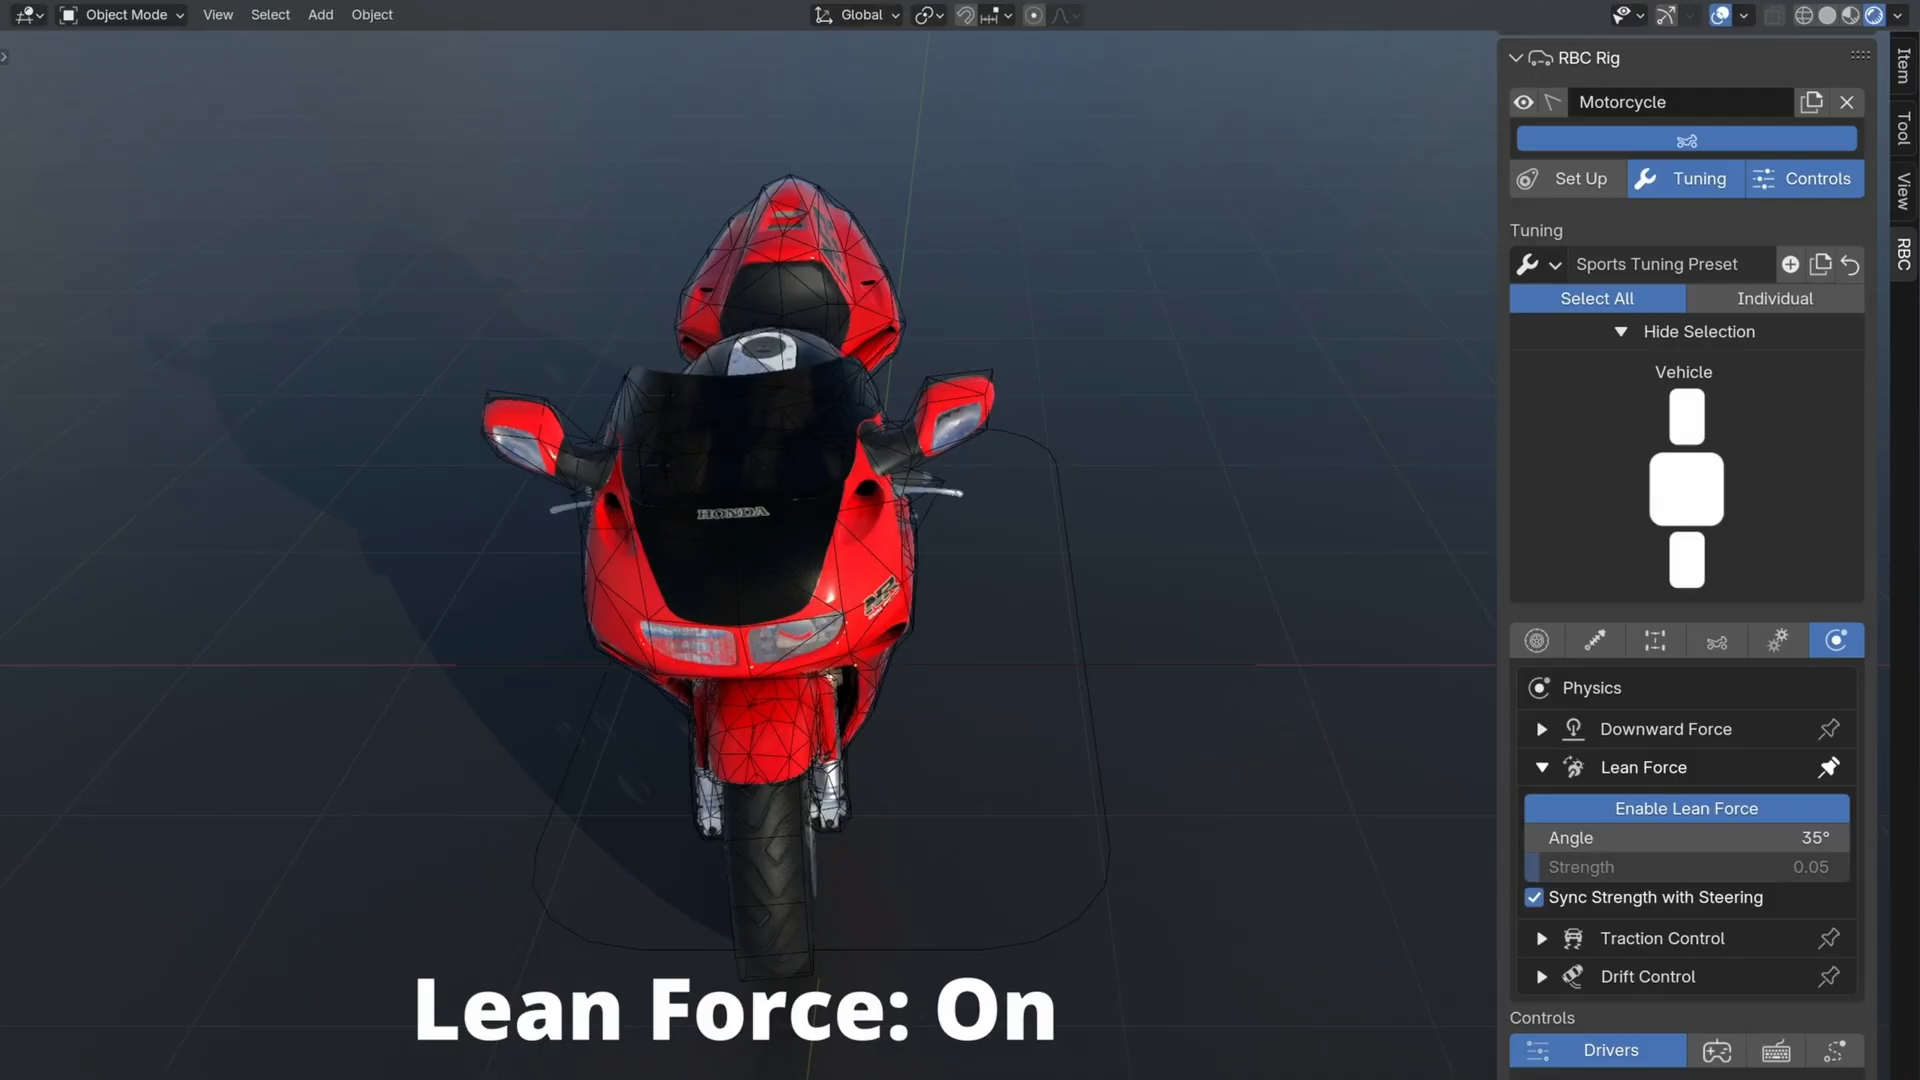 Object Mode View Select Add Object Global
RBC Rig
Motorcycle
Set Up Tuning Controls
Tuning
Sports Tuning Preset
Select All Individual
Hide Selection
Vehicle
Physics
Downward Force
Lean Force
Enable Lean Force
Angle 35°
Strength 0.05
Sync Strength with Steering
Traction Control
Drift Control
Controls
Drivers
Item
Tool
View
RBC
HONDA
Lean Force: On